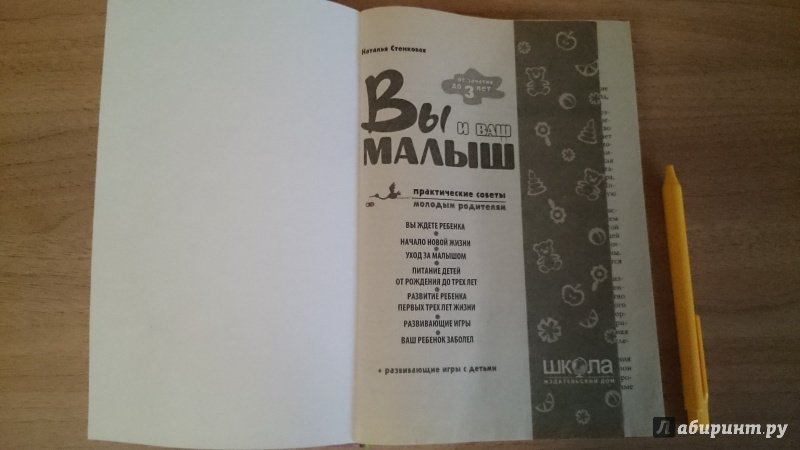 Наталья Стенковая
от зачатия
до 3 лет
Вы
и ваш
малыш
практические советы
молодым родителям
ВЫ ЖДЕТЕ РЕБЕНКА
НАЧАЛО НОВОЙ ЖИЗНИ
УХОД ЗА МАЛЫШОМ
ПИТАНИЕ ДЕТЕЙ
ОТ РОЖДЕНИЯ ДО ТРЕХ ЛЕТ
РАЗВИТИЕ РЕБЕНКА
ПЕРВЫХ ТРЕХ ЛЕТ ЖИЗНИ
РАЗВИВАЮЩИЕ ИГРЫ
ВАШ РЕБЕНОК ЗАБОЛЕЛ
+ развивающие игры с детьми
ШКОЛА
ИЗДАТЕЛЬСКИЙ ДОМ
Лабиринт.ру